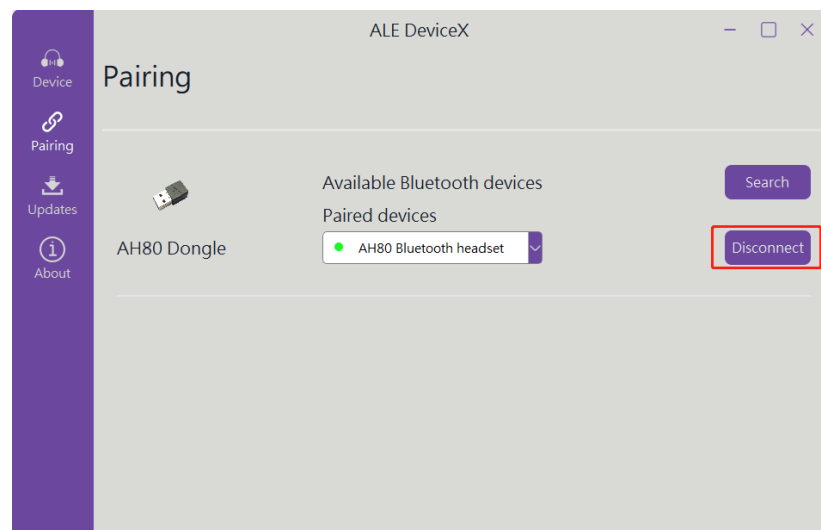 ALE DeviceX
Device
Pairing
Updates
About
Pairing
Available Bluetooth devices
Search
Paired devices
AH80 Dongle
AH80 Bluetooth headset
Disconnect